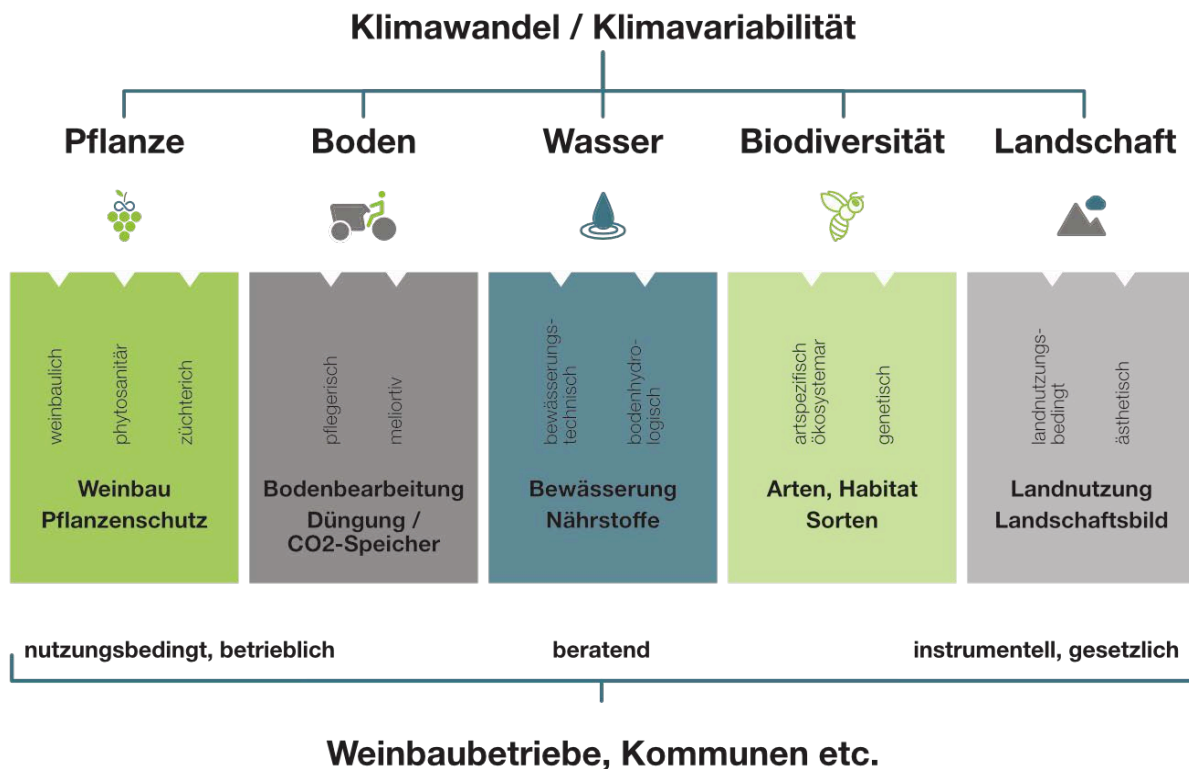 Klimawandel / Klimavariabilität
Pflanze
Boden
Wasser
Biodiversität
Landschaft
weinbaulich
phytosanitär
züchterich
Weinbau
Pflanzenschutz
pflegerisch
meliortiv
Bodenbearbeitung
Düngung /
CO2-Speicher
bewässerungs-
technisch
bodenhydro-
logisch
Bewässerung
Nährstoffe
artspezifisch
ökosystemar
genetisch
Arten, Habitat
Sorten
landnutzungs-
bedingt
ästhetisch
Landnutzung
Landschaftsbild
nutzungsbedingt, betrieblich
beratend
instrumentell, gesetzlich
Weinbaubetriebe, Kommunen etc.